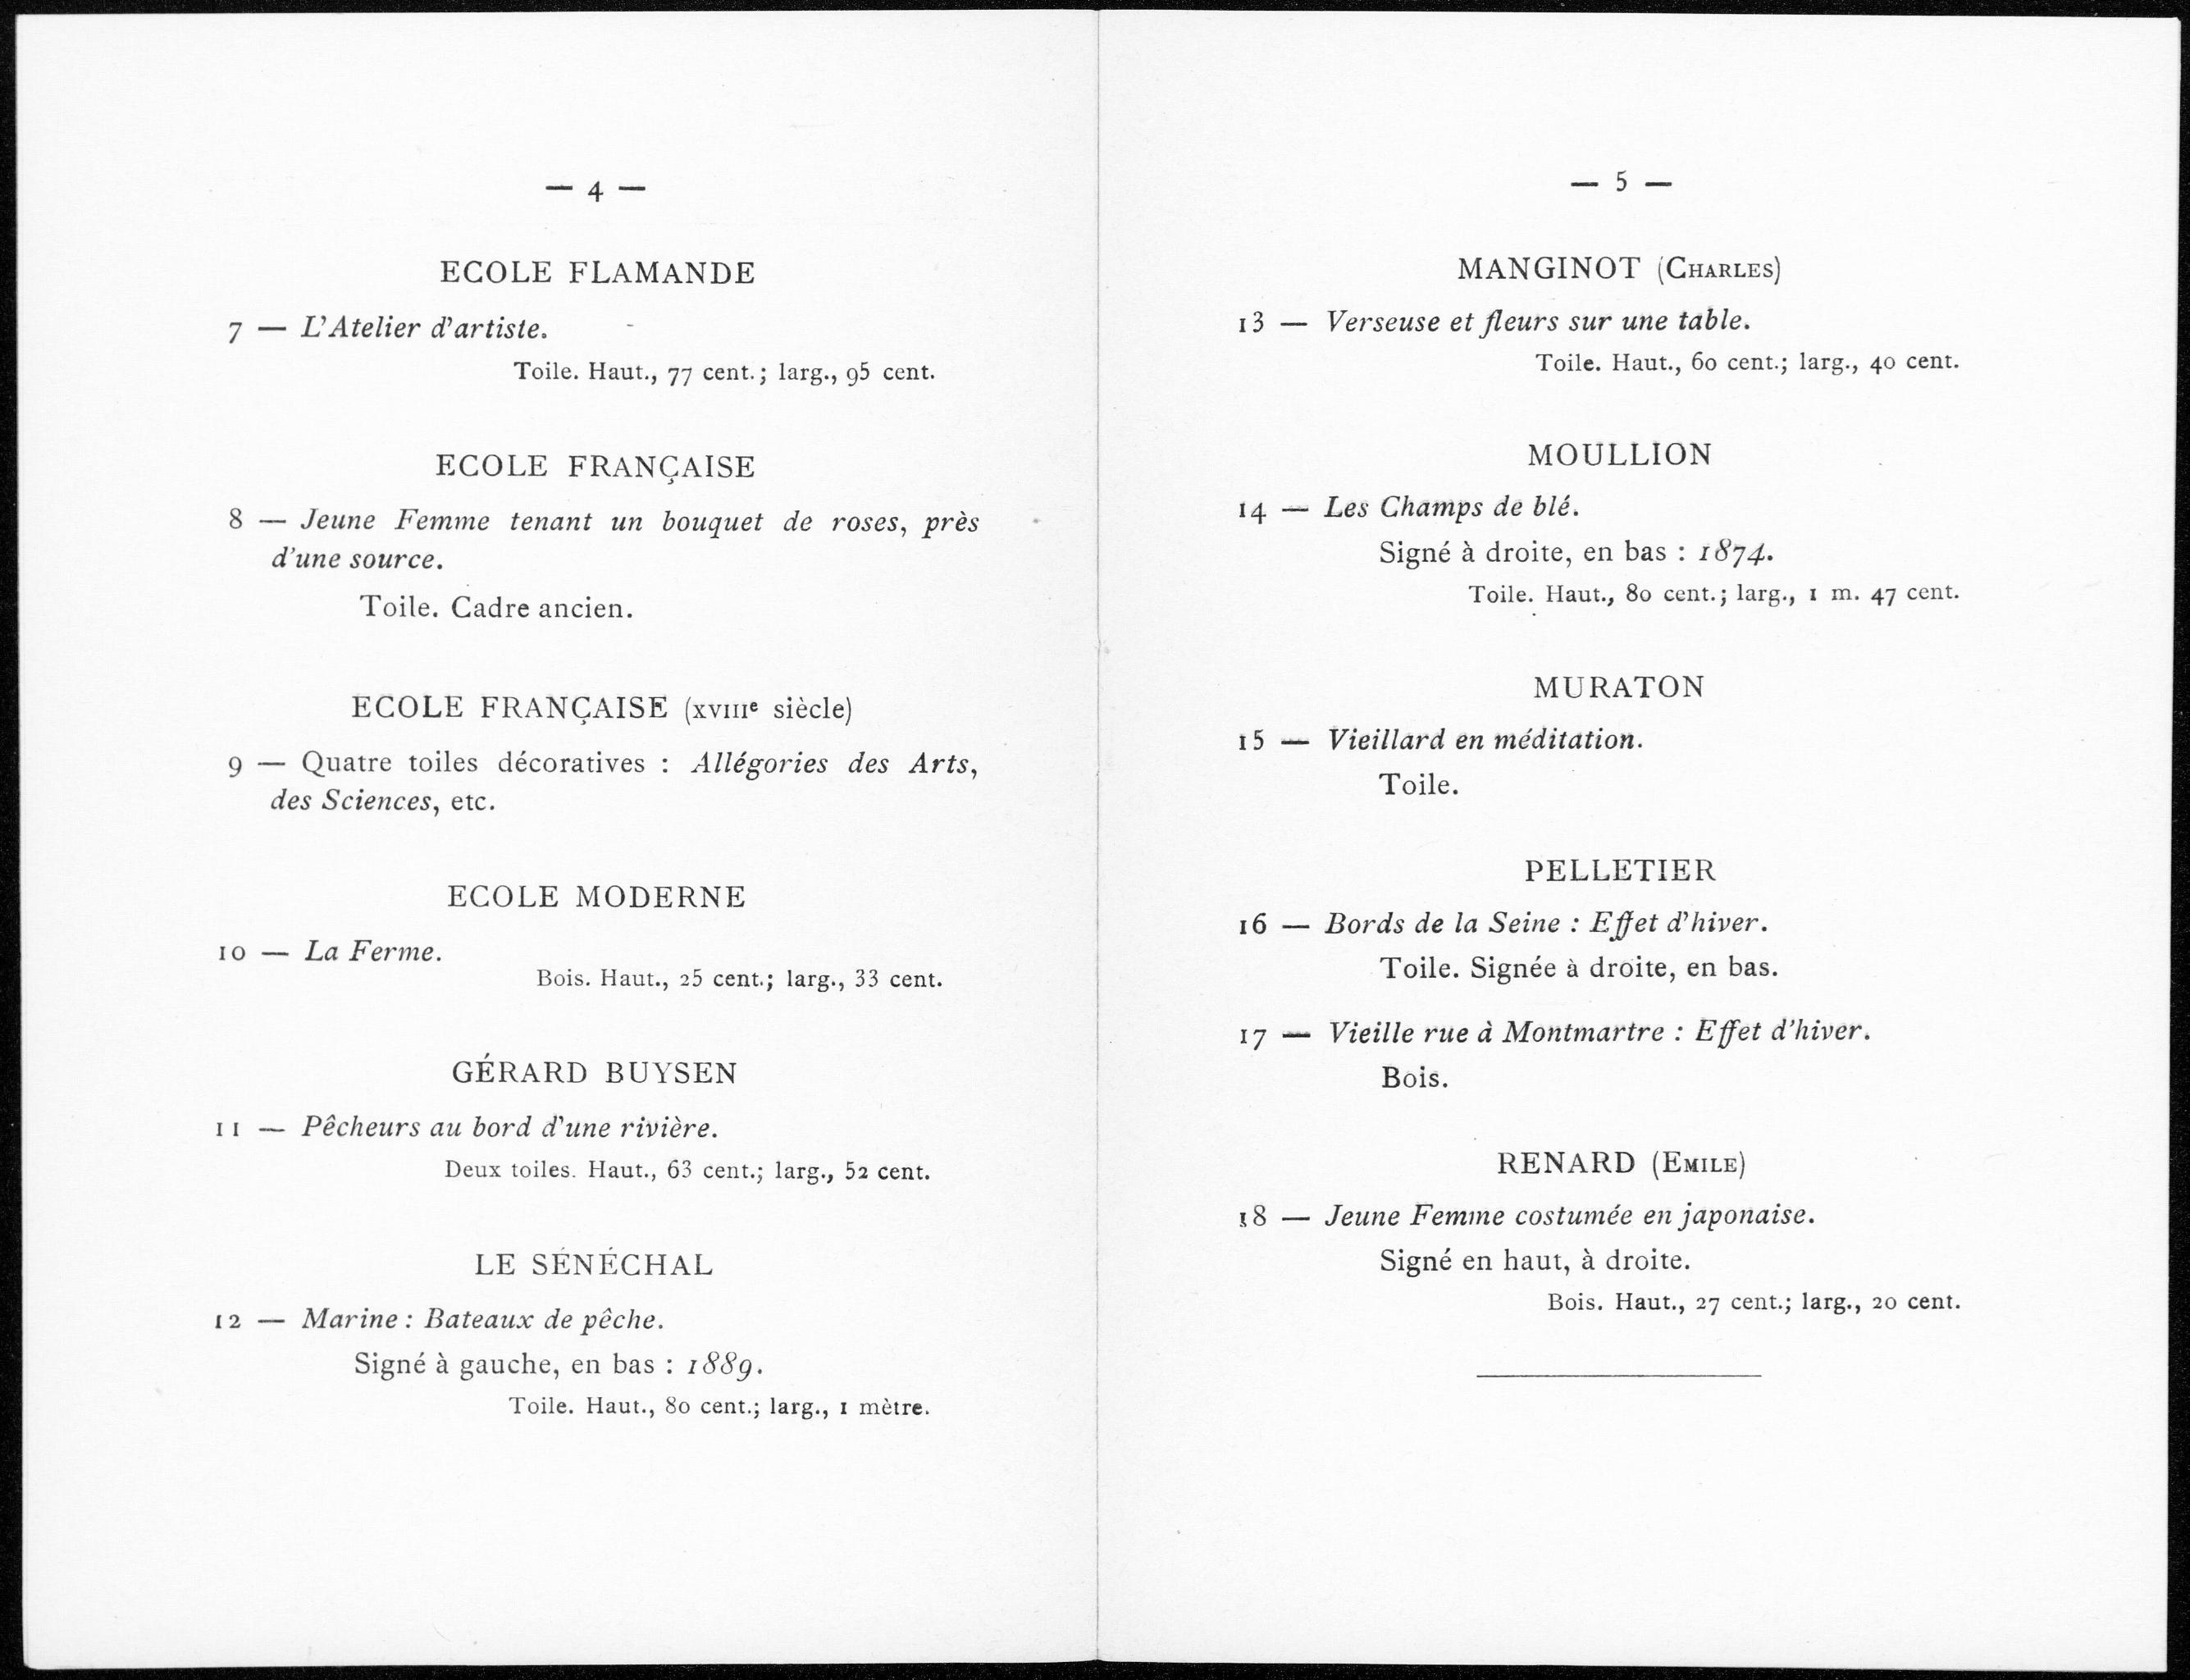 — 4 —
ECOLE FLAMANDE
7 — L'Atelier d'artiste.
Toile. Haut., 77 cent.; larg., 95 cent.
ECOLE FRANÇAISE
8 — Jeune Femme tenant un bouquet de roses, près
d'une source.
Toile. Cadre ancien.
ECOLE FRANÇAISE (XVIIIe siècle)
9 — Quatre toiles décoratives : Allégories des Arts,
des Sciences, etc.
ECOLE MODERNE
10 — La Ferme.
Bois. Haut., 25 cent.; larg., 33 cent.
GÉRARD BUYSEN
11 — Pêcheurs au bord d'une rivière.
Deux toiles. Haut., 63 cent.; larg., 52 cent.
LE SÉNÉCHAL
12 — Marine : Bateaux de pêche.
Signé à gauche, en bas : 1889.
Toile. Haut., 80 cent.; larg., 1 mètre.
— 5 —
MANGINOT (CHARLES)
13 — Verseuse et fleurs sur une table.
Toile. Haut., 60 cent.; larg., 40 cent.
MOULLION
14 — Les Champs de blé.
Signé à droite, en bas : 1874.
Toile. Haut., 80 cent.; larg., 1 m. 47 cent.
MURATON
15 — Vieillard en méditation.
Toile.
PELLETIER
16 — Bords de la Seine : Effet d'hiver.
Toile. Signée à droite, en bas.
17 — Vieille rue à Montmartre : Effet d'hiver.
Bois.
RENARD (EMILE)
18 — Jeune Femme costumée en japonaise.
Signé en haut, à droite.
Bois. Haut., 27 cent.; larg., 20 cent.